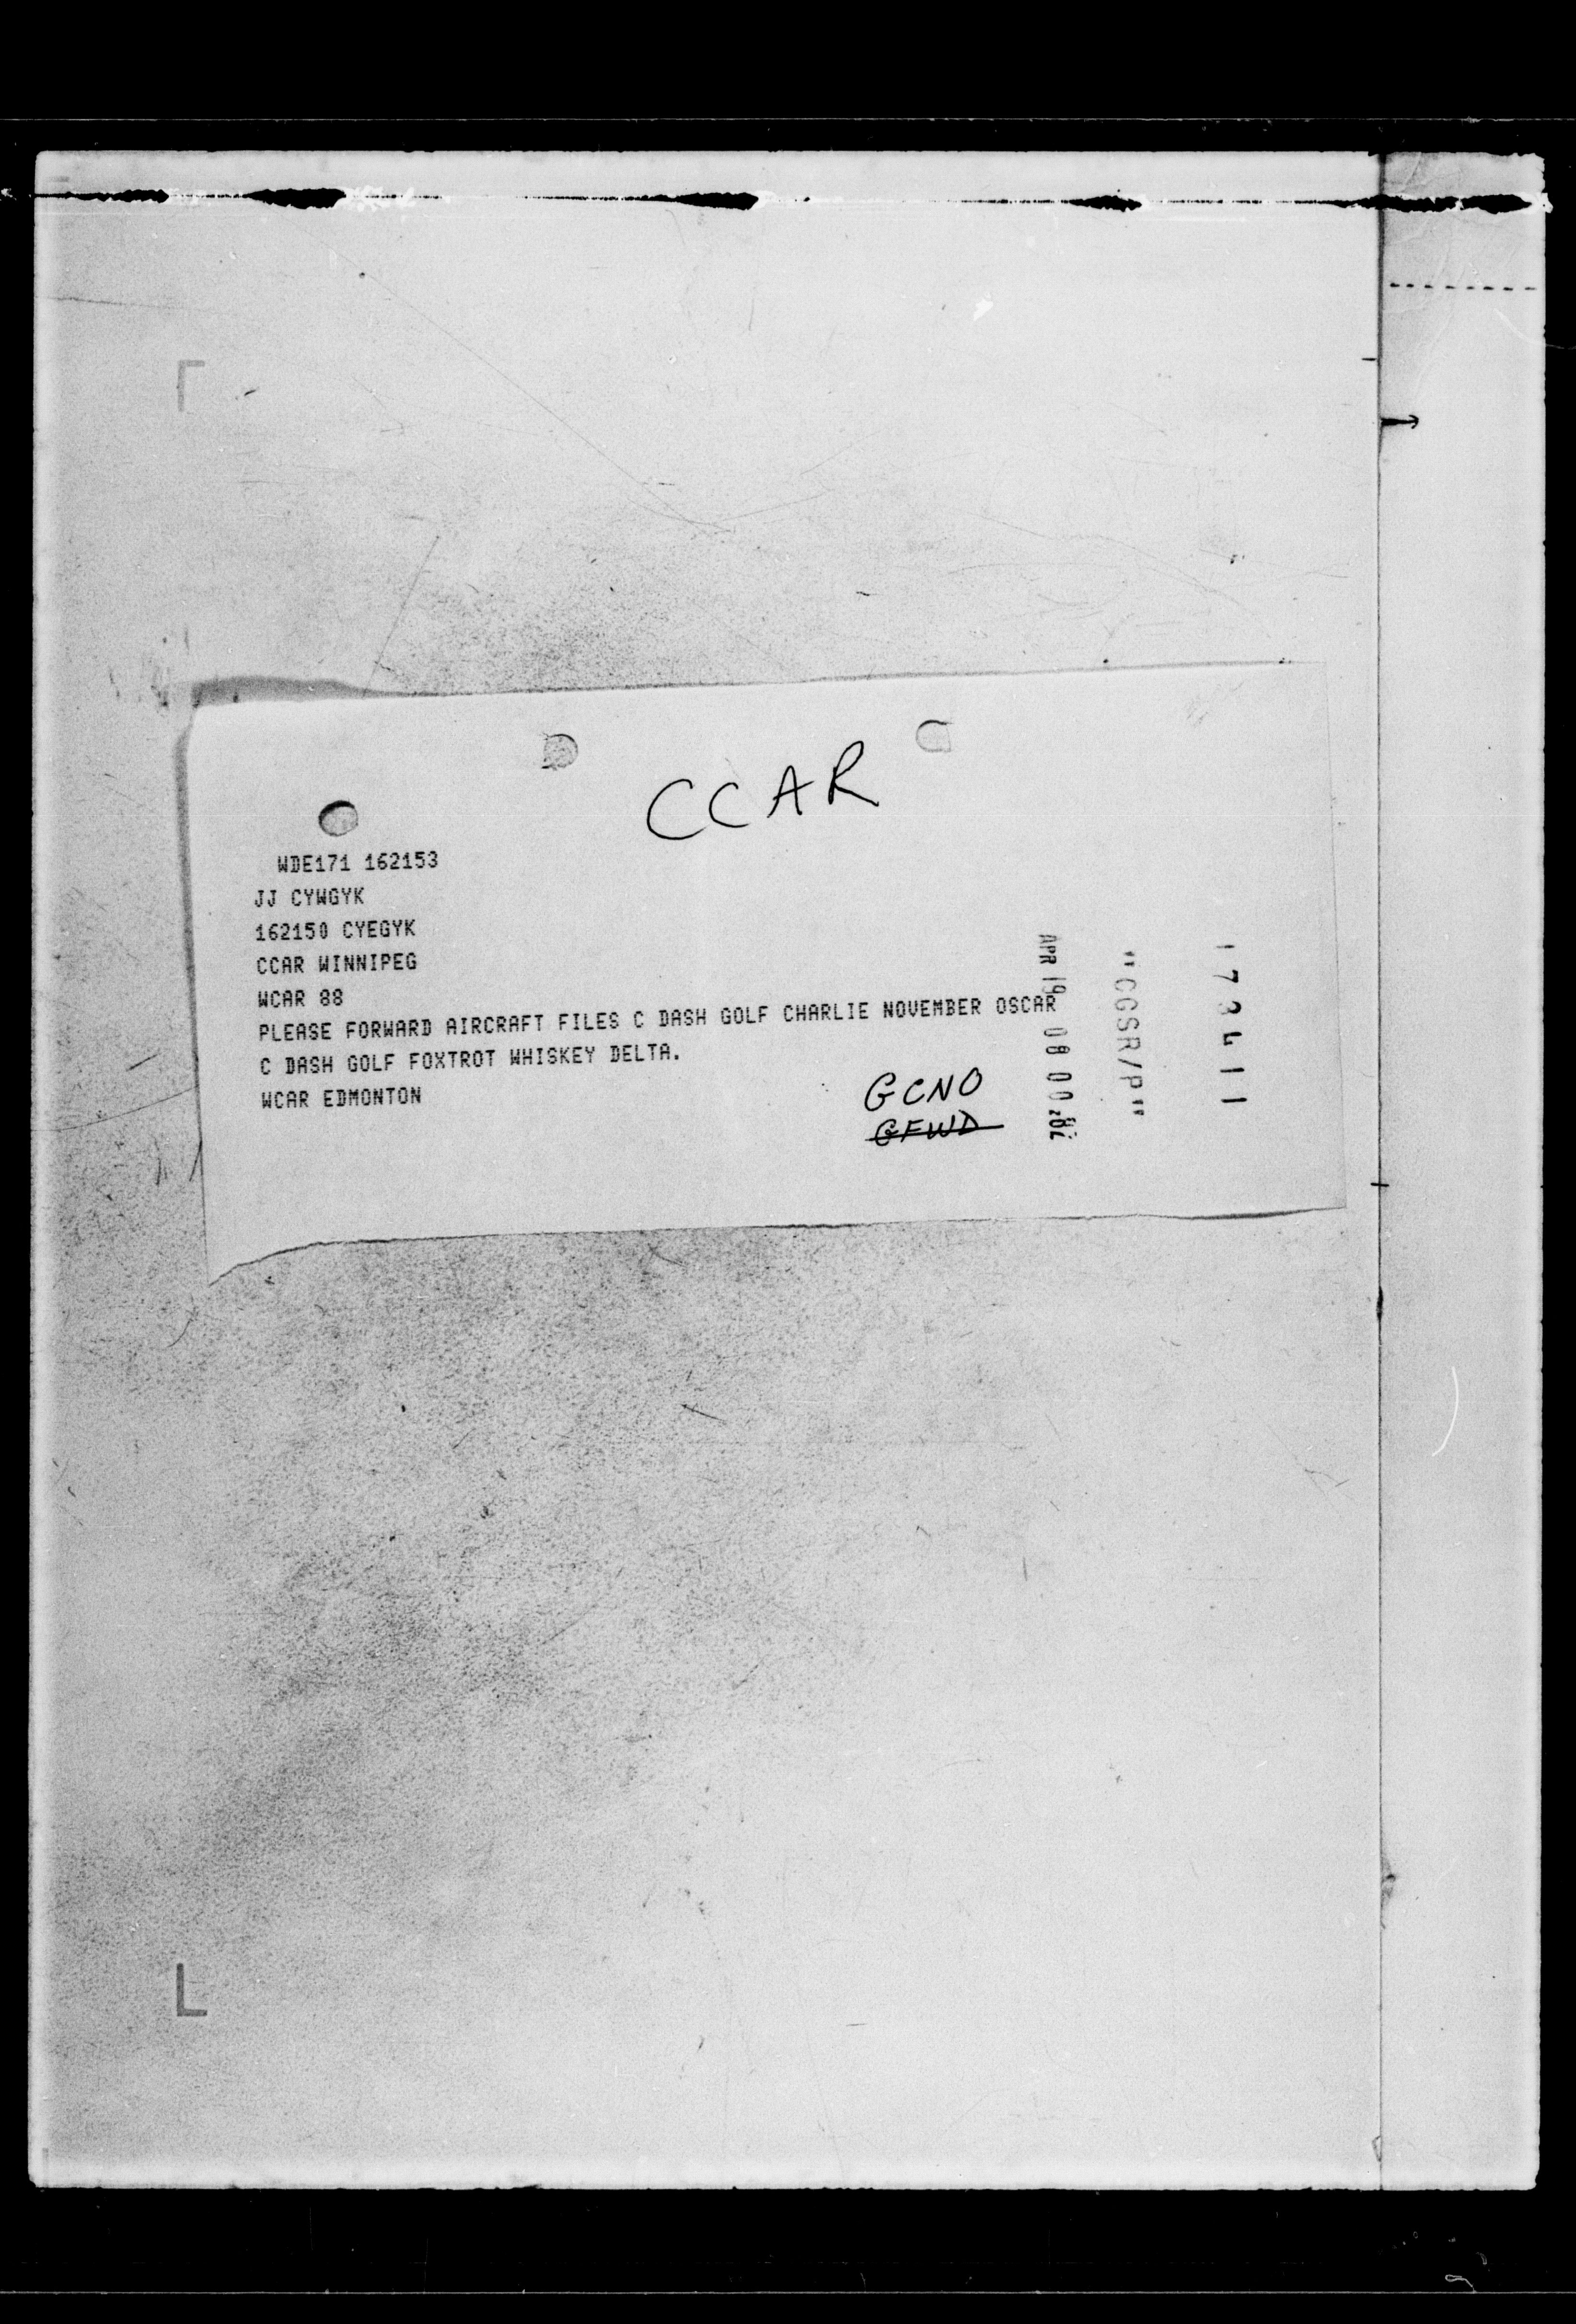 CCAR
WDE171 162153
JJ CYWGYK
162150 CYEGYK
CCAR WINNIPEG
WCAR 88
PLEASE FORWARD AIRCRAFT FILES C DASH GOLF CHARLIE NOVEMBER OSCAR
C DASH GOLF FOXTROT WHISKEY DELTA.
WCAR EDMONTON
GCNO
GFWD
APR 19 08 00 '82
"CGSR/P"